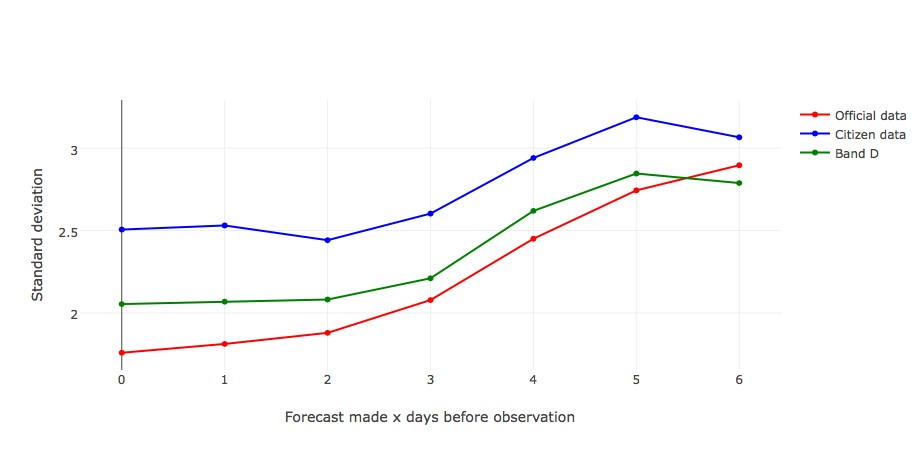 Official data
Citizen data
Band D
3
2.5
2
Standard deviation
0 1 2 3 4 5 6
Forecast made x days before observation